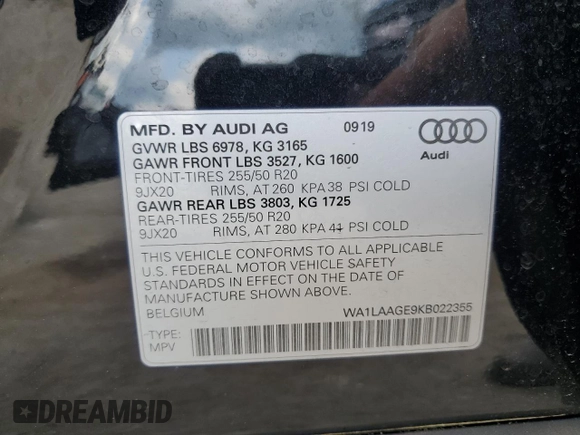 MFD. BY AUDI AG 0919
GVWR LBS 6978, KG 3165
GAWR FRONT LBS 3527, KG 1600
FRONT-TIRES 255/50 R20
9JX20 RIMS, AT 260 KPA 38 PSI COLD
GAWR REAR LBS 3803, KG 1725
REAR-TIRES 255/50 R20
9JX20 RIMS, AT 280 KPA 41 PSI COLD
Audi
THIS VEHICLE CONFORMS TO ALL APPLICABLE
U.S. FEDERAL MOTOR VEHICLE SAFETY
STANDARDS IN EFFECT ON THE DATE OF
MANUFACTURE SHOWN ABOVE.
BELGIUM WA1LAAGE9KB022355
TYPE:
MPV
DREAMBID